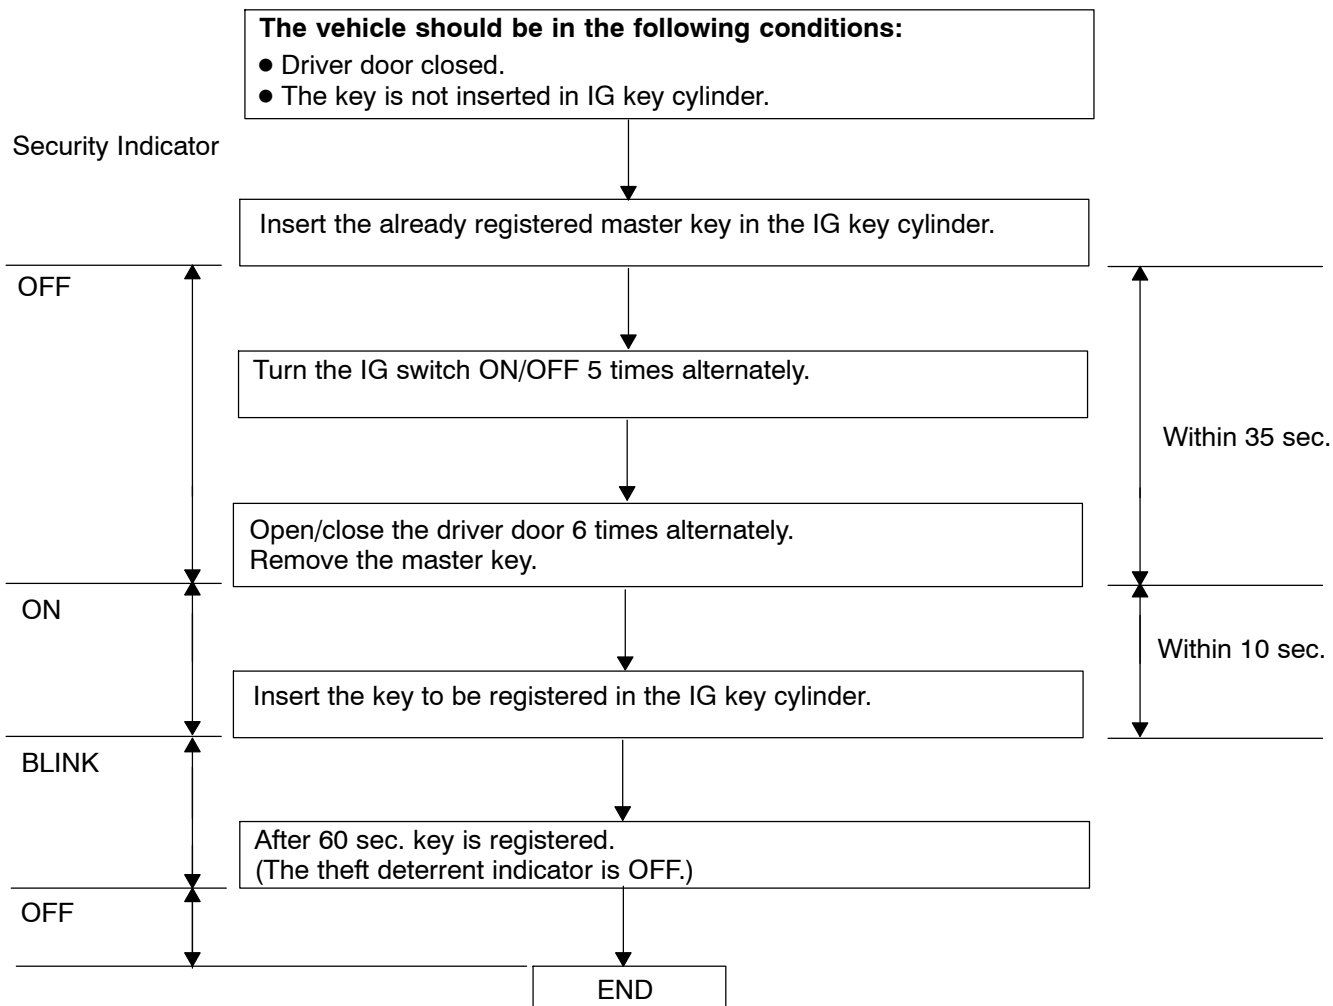 The vehicle should be in the following conditions:
● Driver door closed.
● The key is not inserted in IG key cylinder.
Security Indicator
Insert the already registered master key in the IG key cylinder.
OFF
Turn the IG switch ON/OFF 5 times alternately.
Within 35 sec.
Open/close the driver door 6 times alternately.
Remove the master key.
ON
Within 10 sec.
Insert the key to be registered in the IG key cylinder.
BLINK
After 60 sec. key is registered.
(The theft deterrent indicator is OFF.)
OFF
END